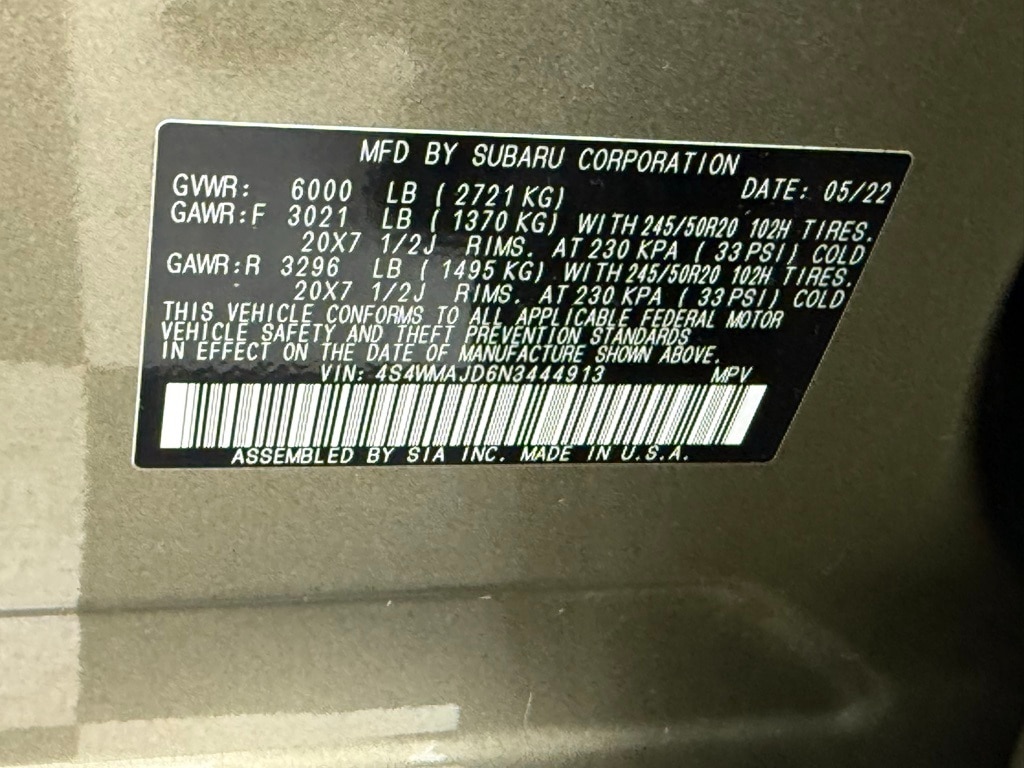 MFD BY SUBARU CORPORATION
GVWR: 6000 LB ( 2721 KG) DATE: 05/22
GAWR:F 3021 LB ( 1370 KG) WITH 245/50R20 102H TIRES.
20X7 1/2J RIMS. AT 230 KPA ( 33 PSI) COLD
GAWR:R 3296 LB ( 1495 KG) WITH 245/50R20 102H TIRES.
20X7 1/2J RIMS. AT 230 KPA ( 33 PSI) COLD
THIS VEHICLE CONFORMS TO ALL APPLICABLE FEDERAL MOTOR
VEHICLE SAFETY AND THEFT PREVENTION STANDARDS
IN EFFECT ON THE DATE OF MANUFACTURE SHOWN ABOVE.
VIN: 4S4WMAJD6N3444913 MPV
ASSEMBLED BY SIA INC. MADE IN U.S.A.